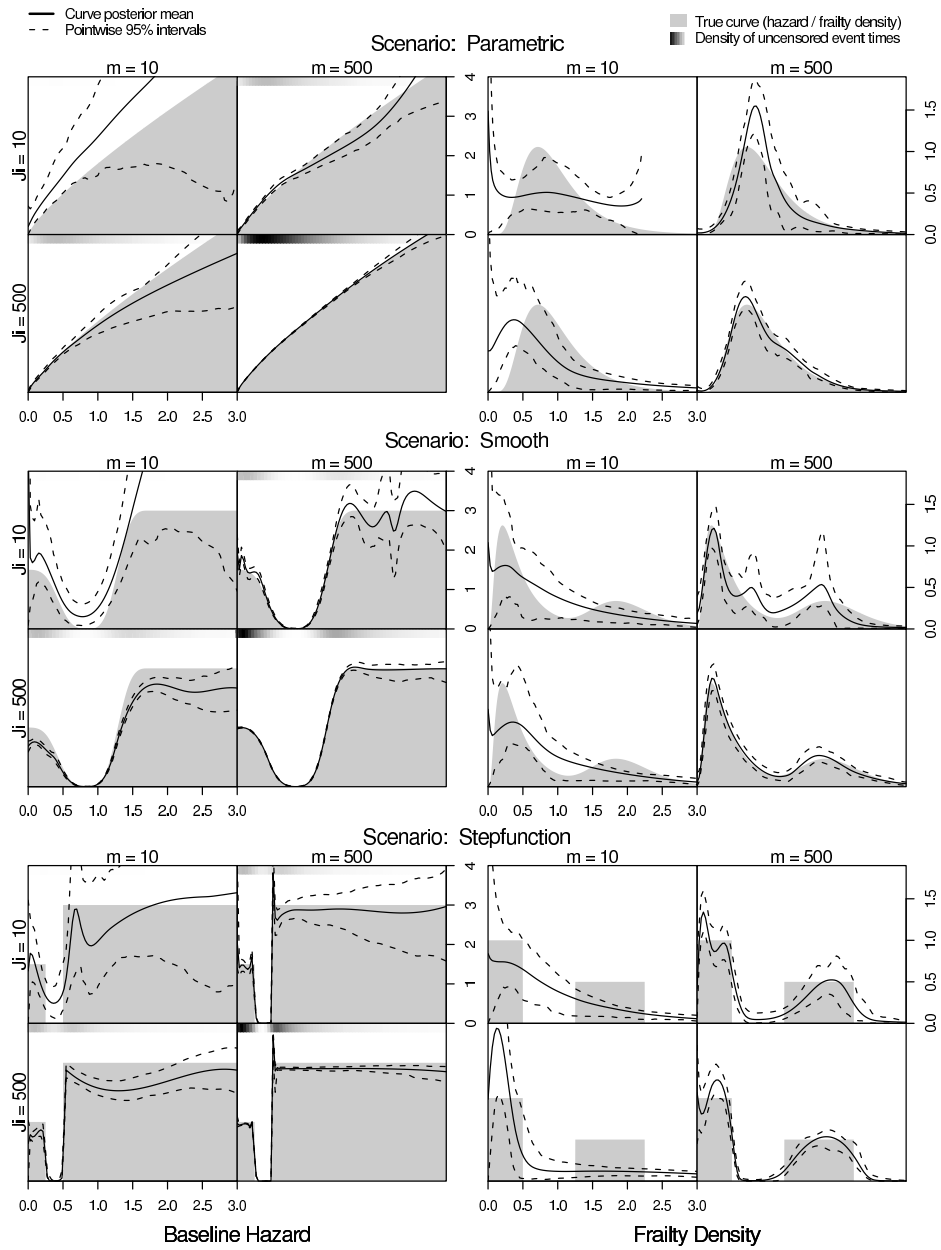 Curve posterior mean
Pointwise 95% intervals
True curve (hazard / frailty density)
Density of uncensored event times
Scenario: Parametric
m = 10 m = 500 m = 10 m = 500
Ji = 10
0 1 2 3 4
0.0 0.5 1.0 1.5
Ji = 500
0.0 0.5 1.0 1.5 2.0 2.5 3.0
0.0 0.5 1.0 1.5 2.0 2.5 3.0
Scenario: Smooth
m = 10 m = 500 m = 10 m = 500
Ji = 10
0 1 2 3 4
0.0 0.5 1.0 1.5
Ji = 500
0.0 0.5 1.0 1.5 2.0 2.5 3.0
0.0 0.5 1.0 1.5 2.0 2.5 3.0
Scenario: Stepfunction
m = 10 m = 500 m = 10 m = 500
Ji = 10
0 1 2 3 4
0.0 0.5 1.0 1.5
Ji = 500
0.0 0.5 1.0 1.5 2.0 2.5 3.0
0.0 0.5 1.0 1.5 2.0 2.5 3.0
Baseline Hazard
Frailty Density